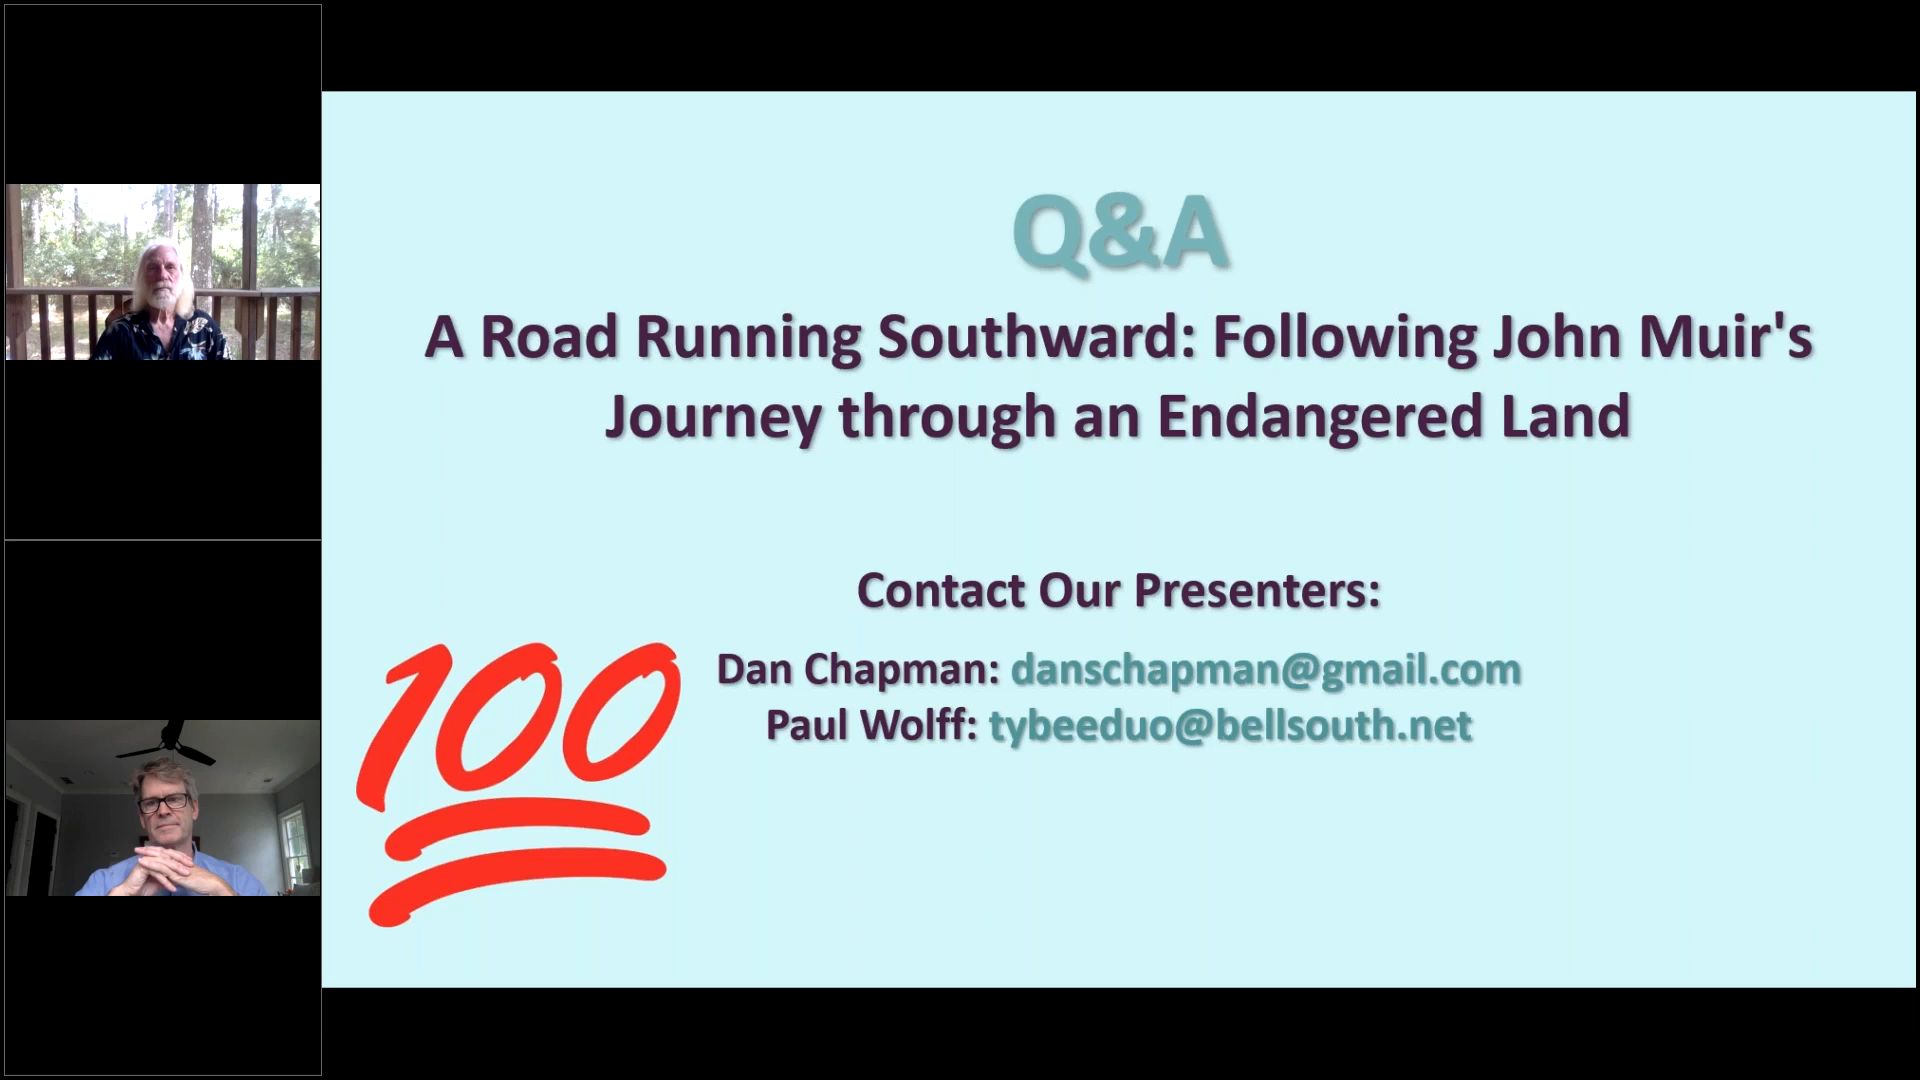 Q&A
A Road Running Southward: Following John Muir's
Journey through an Endangered Land
Contact Our Presenters:
Dan Chapman: danschapman@gmail.com
Paul Wolff: tybeeduo@bellsouth.net
100